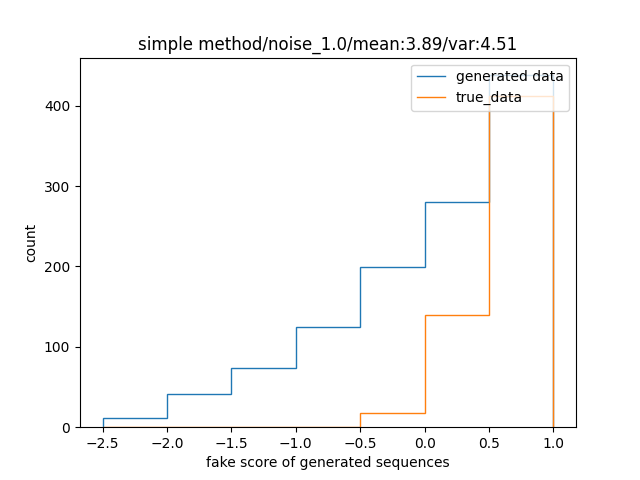 simple method/noise_1.0/mean:3.89/var:4.51
generated data
true_data
count
400
300
200
100
0
−2.5 −2.0 −1.5 −1.0 −0.5 0.0 0.5 1.0
fake score of generated sequences